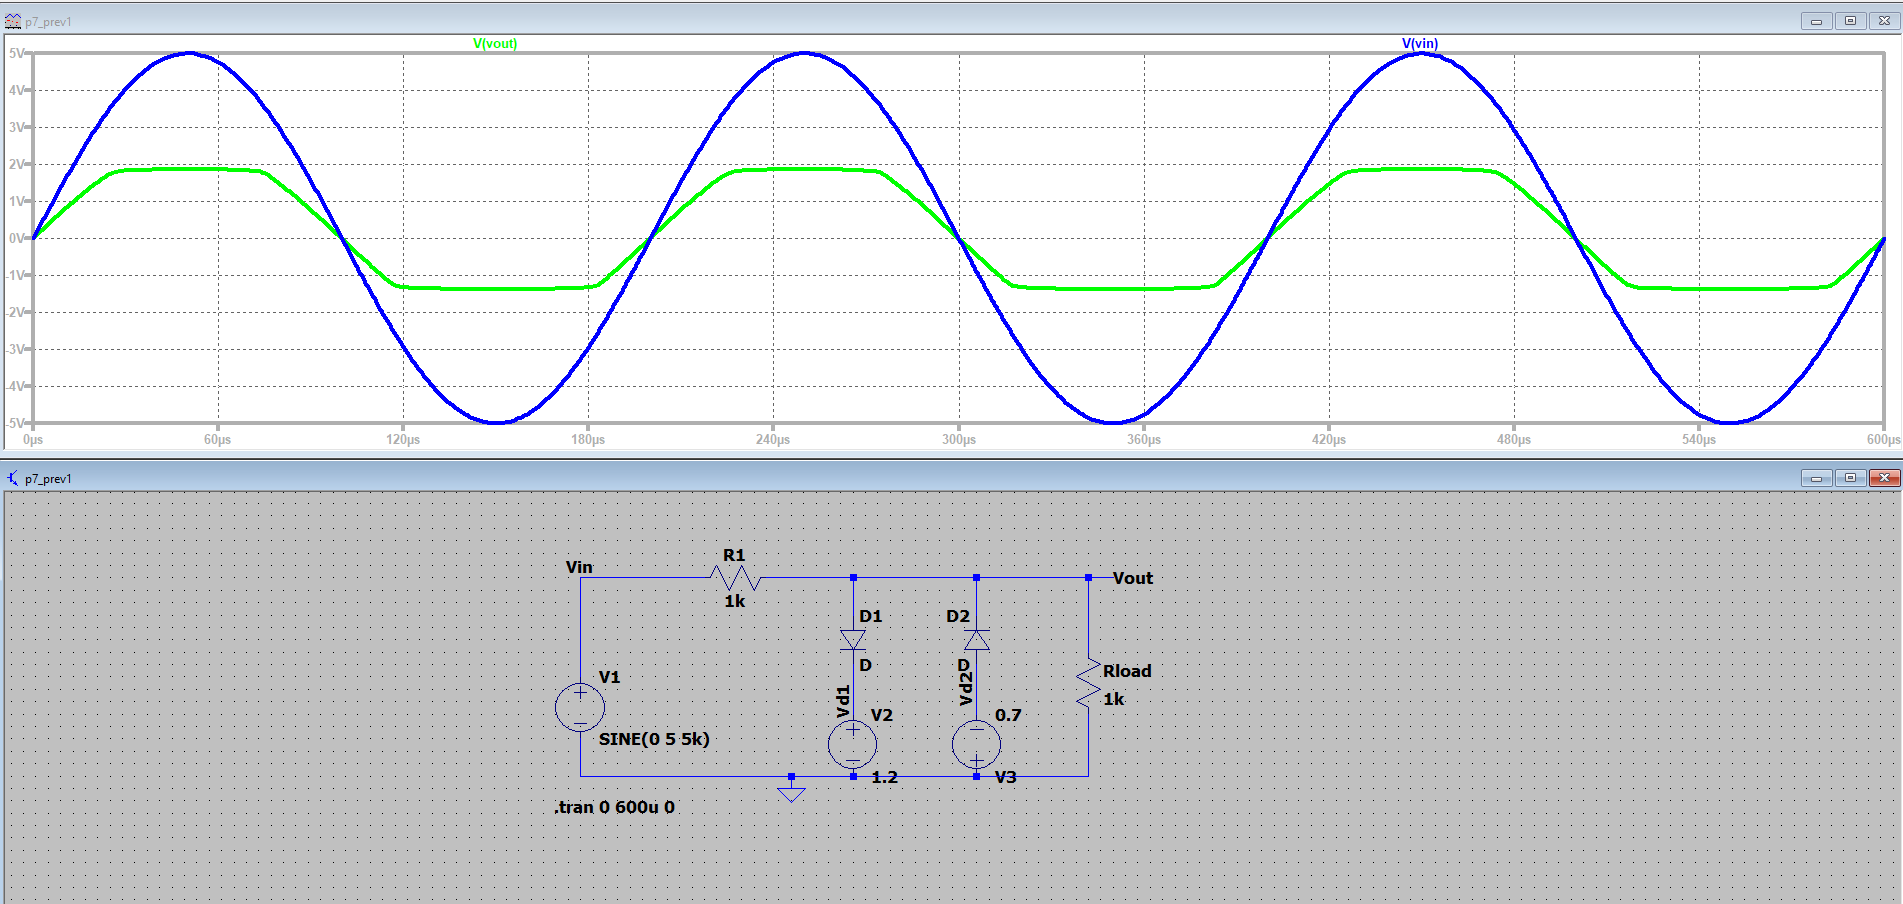 p7_prev1
V(vout) V(vin)
5V
4V
3V
2V
1V
0V
-1V
-2V
-3V
-4V
-5V
0µs 60µs 120µs 180µs 240µs 300µs 360µs 420µs 480µs 540µs 600µs
p7_prev1
R1
Vin
Vout
1k
D1 D2
D D
Rload
V1
Vd1
Vd2
1k
V2
0.7
SINE(0 5 5k)
1.2
V3
.tran 0 600u 0